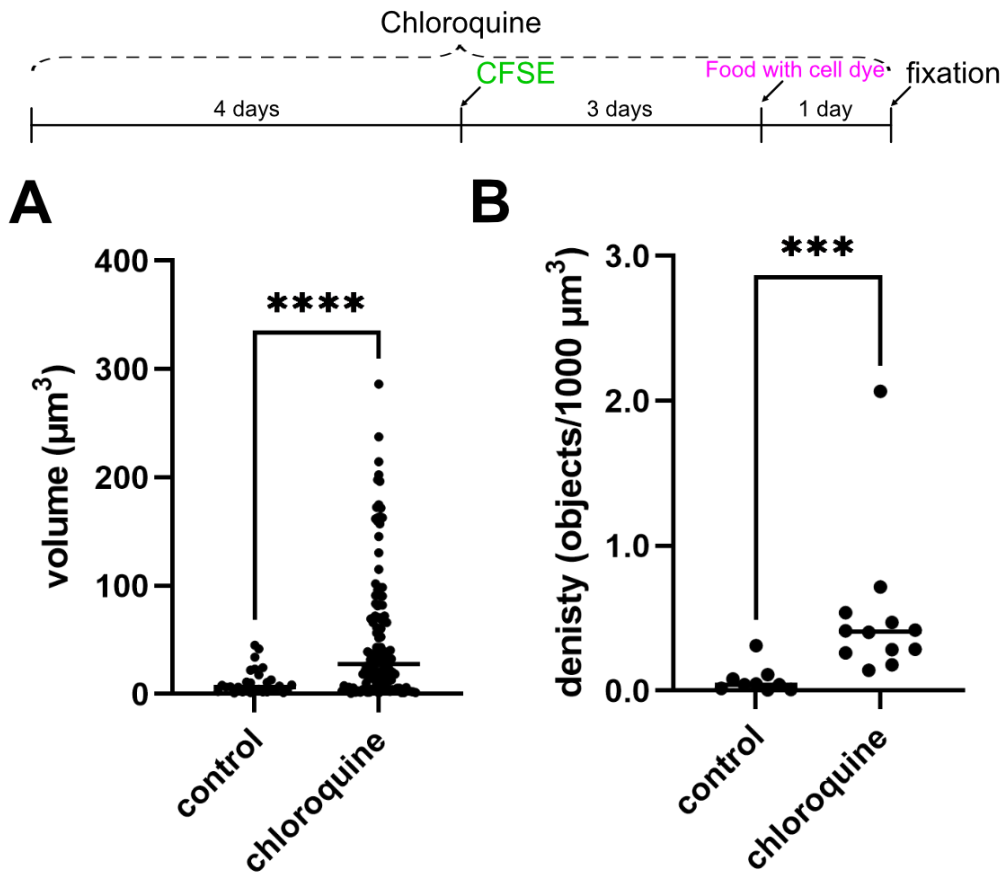 Chloroquine
CFSE
Food with cell dye
fixation
4 days
3 days
1 day
A
B
****
***
volume (µm³)
400
300
200
100
0
control
chloroquine
denisty (objects/1000 µm³)
3.0
2.0
1.0
0.0
control
chloroquine